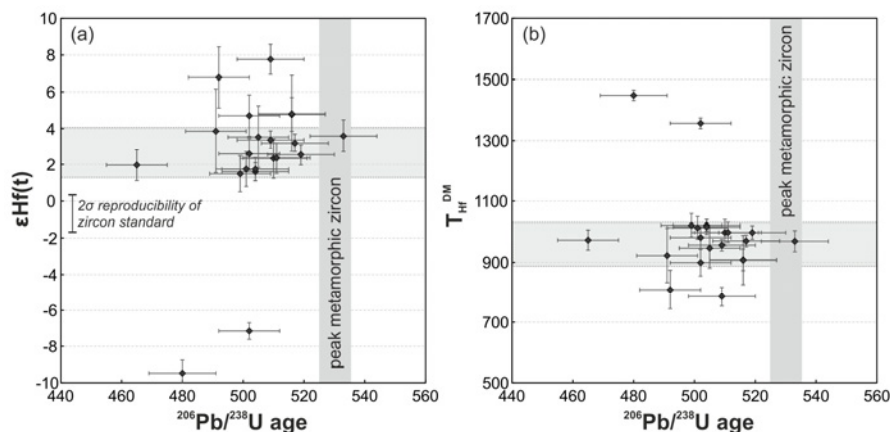 (a)
10
8
6
4
2
0
-2
-4
-6
-8
-10
εHf(t)
2σ reproducibility of
zircon standard
peak metamorphic zircon
440 460 480 500 520 540 560
²⁰⁶Pb/²³⁸U age
(b)
1700
1500
1300
1100
900
700
500
T_Hf^DM
peak metamorphic zircon
440 460 480 500 520 540 560
²⁰⁶Pb/²³⁸U age